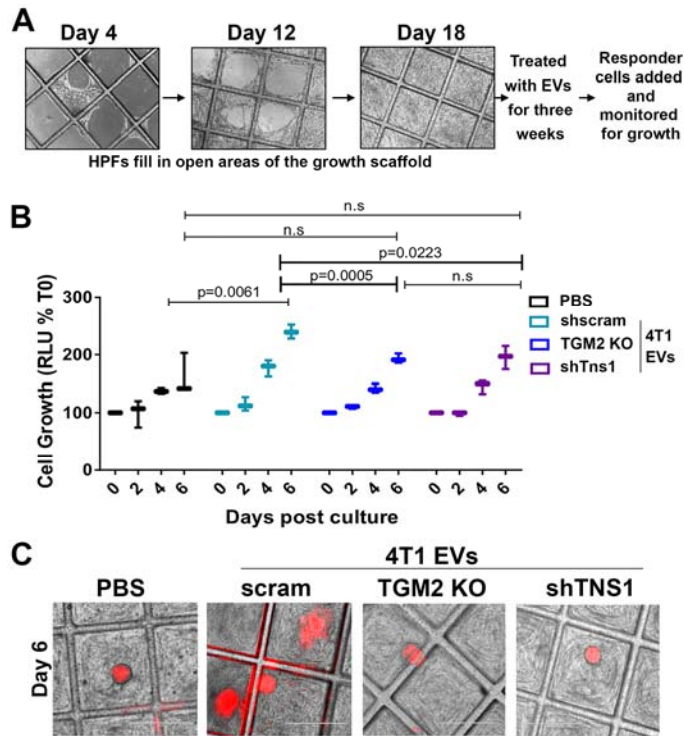 A
Day 4
Day 12
Day 18
Treated
with EVs
for three
weeks
Responder
cells added
and
monitored
for growth
HPFs fill in open areas of the growth scaffold
B
n.s
n.s
p=0.0223
p=0.0005
n.s
p=0.0061
Cell Growth (RLU % T0)
300
200
100
0
0 2 4 6 0 2 4 6 0 2 4 6 0 2 4 6
Days post culture
PBS
shscram
TGM2 KO
shTns1
4T1
EVs
C
4T1 EVs
PBS
scram
TGM2 KO
shTNS1
Day 6